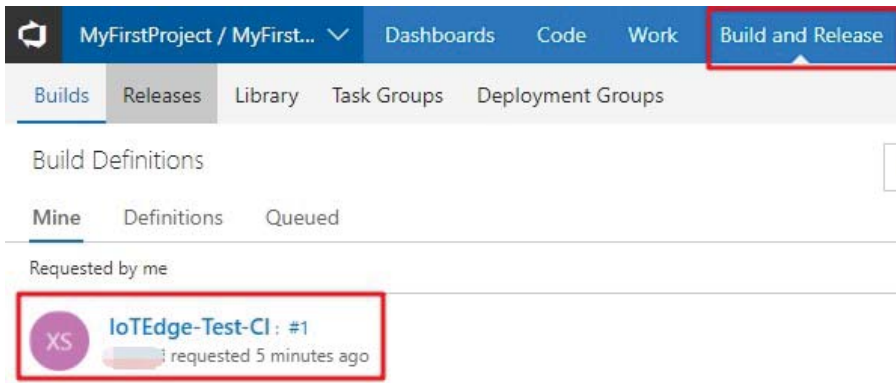 MyFirstProject / MyFirst... Dashboards Code Work Build and Release
Builds Releases Library Task Groups Deployment Groups
Build Definitions
Mine Definitions Queued
Requested by me
XS
IoTEdge-Test-CI : #1
requested 5 minutes ago